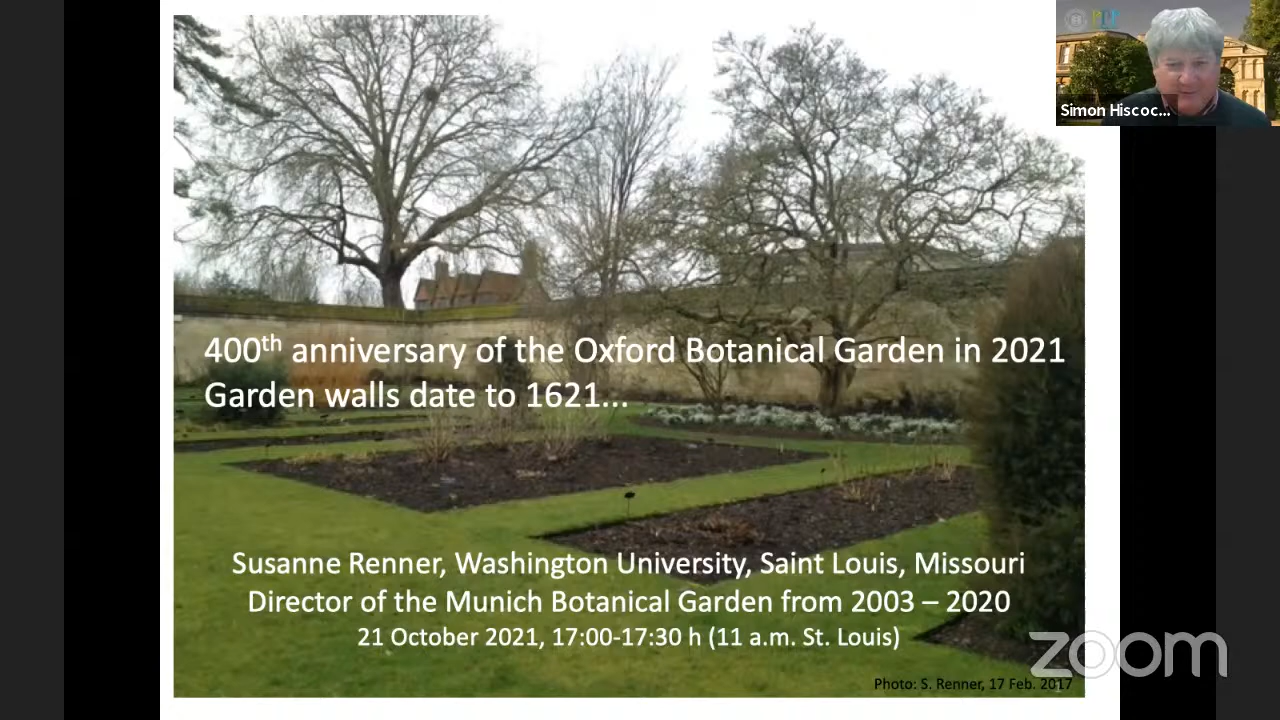 Simon Hiscoc...
400th anniversary of the Oxford Botanical Garden in 2021
Garden walls date to 1621...
Susanne Renner, Washington University, Saint Louis, Missouri
Director of the Munich Botanical Garden from 2003 – 2020
21 October 2021, 17:00-17:30 h (11 a.m. St. Louis)
zoom
Photo: S. Renner, 17 Feb. 2017